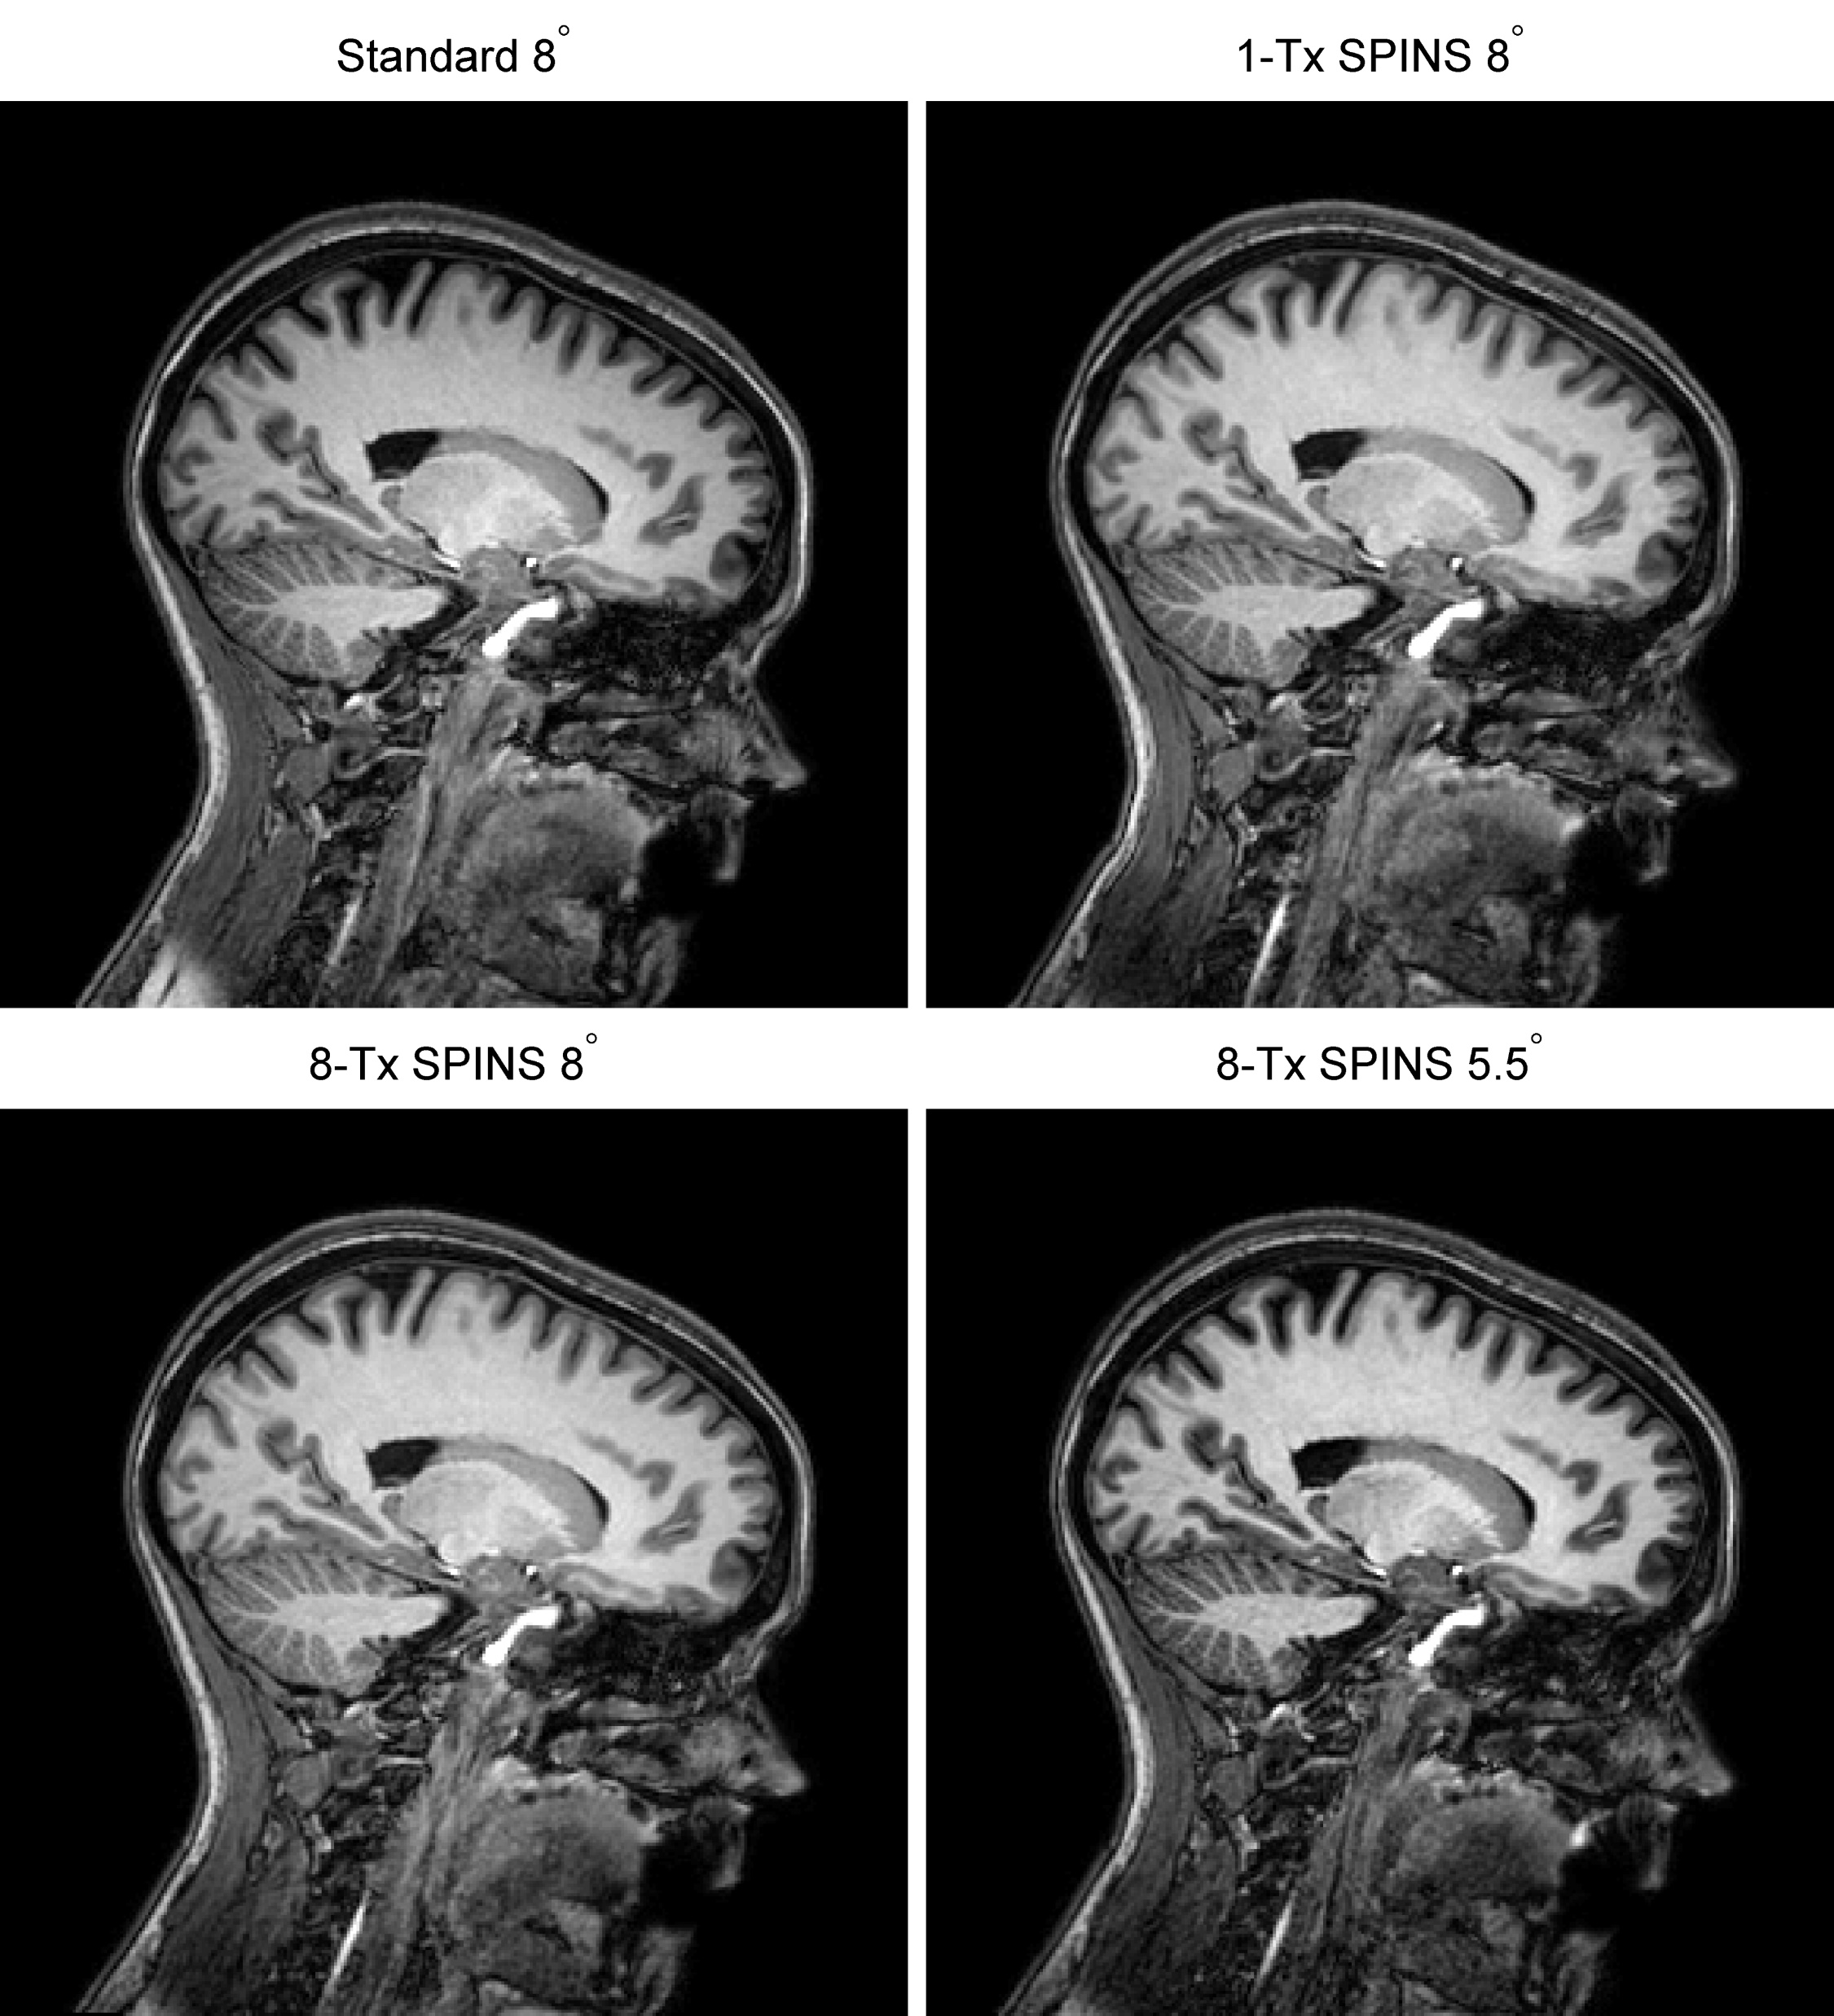 Standard 8°
1-Tx SPINS 8°
8-Tx SPINS 8°
8-Tx SPINS 5.5°